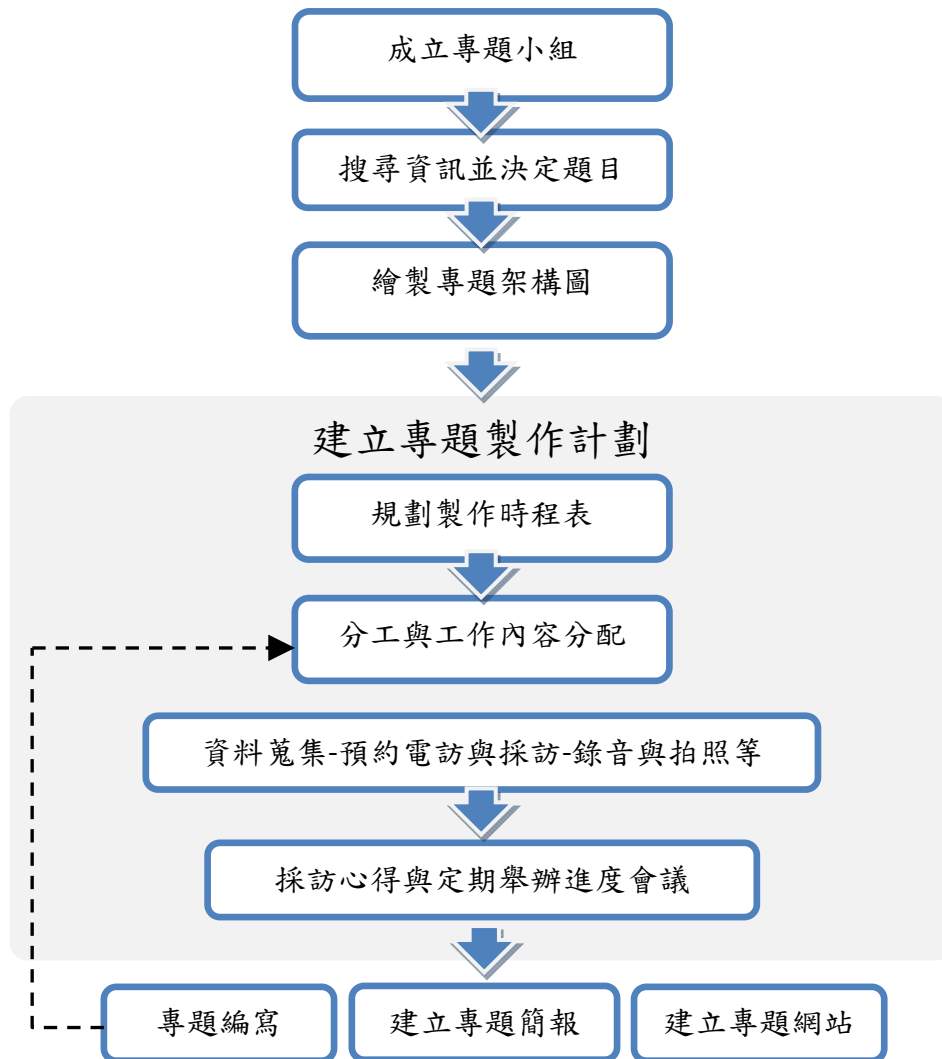 成立專題小組
搜尋資訊並決定題目
繪製專題架構圖
建立專題製作計劃
規劃製作時程表
分工與工作內容分配
資料蒐集-預約電訪與採訪-錄音與拍照等
採訪心得與定期舉辦進度會議
專題編寫
建立專題簡報
建立專題網站